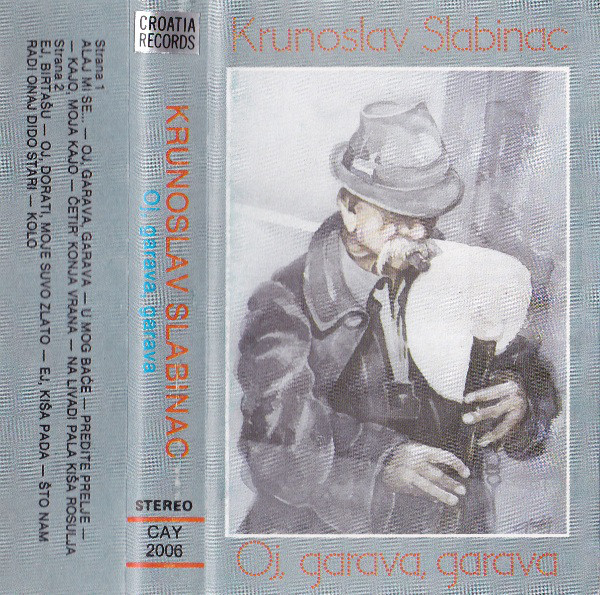 Strana 1
ALAJ MI SE. — OJ, GARAVA, GARAVA — U MOG BAĆE — PREDITE PRELJE —
— KAJO, MOJA KAJO — ČETIR' KONJA VRANA — NA LIVADI PALA KIŠA ROSULJA
Strana 2
EJ, BIRTAŠU — OJ, DORATI, MOJE SUVO ZLATO — EJ, KIŠA PADA — ŠTO NAM
RADI ONAJ DIDO STARI — KOLO
CROATIA
RECORDS
KRUNOSLAV SLABINAC
Oj, garava, garava
STEREO
CAY
2006
Krunoslav Slabinac
Oj, garava, garava